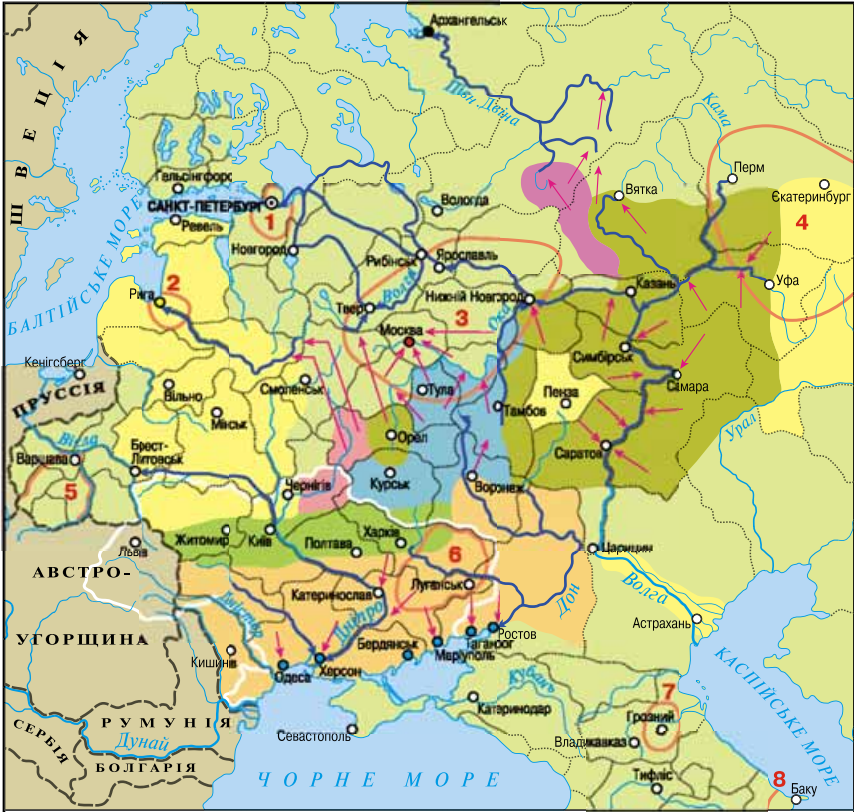 Архангельськ
ШВЕЦІЯ
Півн. Двіна
Кама
Гельсінгфорс
САНКТ-ПЕТЕРБУРГ
1
Ревель
Вологда
Вятка
Перм
Єкатеринбург
4
БАЛТІЙСЬКЕ МОРЕ
Новгород
Рибінськ
Ярославль
2
Рига
Твер
Волга
Нижній Новгород
Казань
Уфа
3
Москва
Ока
Симбірськ
Кенігсберг
ПРУССІЯ
Вільно
Смоленськ
Тула
Пенза
Самара
Мінськ
Тамбов
Урал
Вісла
Варшава
Брест-
Литовськ
Орел
Саратов
5
Чернігів
Курськ
Воронеж
Житомир
Київ
Полтава
Харків
6
Царицин
Львів
АВСТРО-
УГОРЩИНА
Катеринослав
Луганськ
Дон
Волга
Дністер
Дніпро
Астрахань
Кишинів
Одеса
Херсон
Бердянськ
Маріуполь
Таганрог
Ростов
КАСПІЙСЬКЕ МОРЕ
РУМУНІЯ
Дунай
СЕРБІЯ
БОЛГАРІЯ
Севастополь
Кубань
Катеринодар
7
Грозний
Владикавказ
ЧОРНЕ МОРЕ
Тифліс
8
Баку